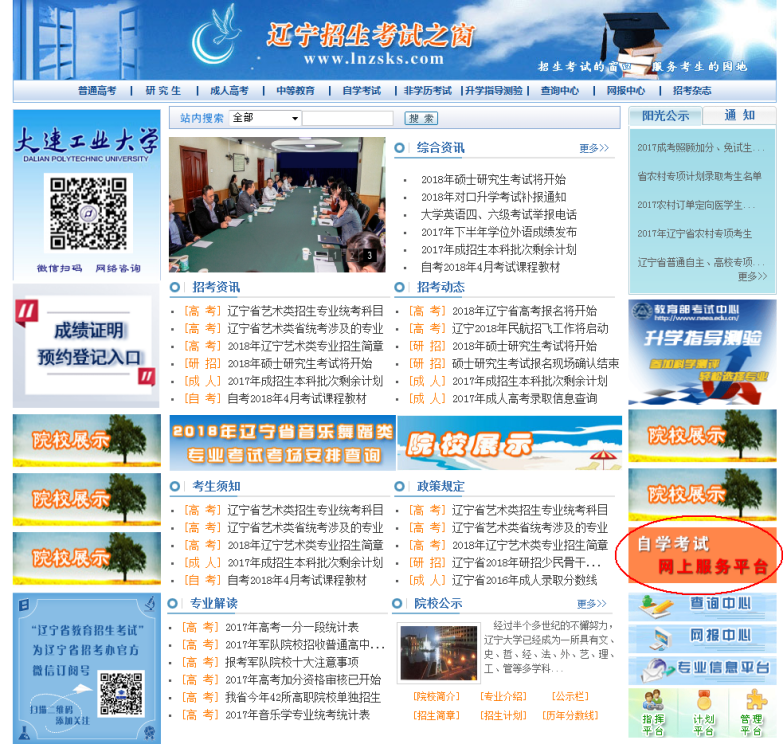 辽宁招生考试之窗
www.lnzsks.com
招生考试的窗口 服务考生的园地
普通高考 | 研 究 生 | 成人高考 | 中等教育 | 自学考试 | 非学历考试 | 升学指导测验 | 查询中心 | 网报中心 | 招考杂志
大连工业大学
DALIAN POLYTECHNIC UNIVERSITY
微信扫码 网络咨询
成绩证明
预约登记入口
院校展示
院校展示
院校展示
“辽宁省教育招生考试”
为辽宁省招考办官方
微信订阅号
扫描二维码
添加关注
站内搜索 全部 搜 索
1 2 3
综合资讯 更多>>
2018年硕士研究生考试将开始
2018年对口升学考试补报通知
大学英语四、六级考试举报电话
2017年下半年学位外语成绩发布
2017年成招生本科批次剩余计划
自考2018年4月考试课程教材
招考资讯
[高 考] 辽宁省艺术类招生专业统考科目
[高 考] 辽宁省艺术类省统考涉及的专业
[高 考] 2018年辽宁艺术类专业招生简章
[研 招] 2018年硕士研究生考试将开始
[成 人] 2017年成招生本科批次剩余计划
[自 考] 自考2018年4月考试课程教材
招考动态
[高 考] 2018年辽宁省高考报名将开始
[高 考] 辽宁2018年民航招飞工作将启动
[研 招] 2018年硕士研究生考试将开始
[研 招] 硕士研究生考试报名现场确认结束
[成 人] 2017年成招生本科批次剩余计划
[成 人] 2017年成人高考录取信息查询
2018年辽宁省音乐舞蹈类
专业考试考场安排查询
院校展示
考生须知
[高 考] 辽宁省艺术类招生专业统考科目
[高 考] 辽宁省艺术类省统考涉及的专业
[高 考] 2018年辽宁艺术类专业招生简章
[成 人] 2017年成招生本科批次剩余计划
[自 考] 自考2018年4月考试课程教材
政策规定
[高 考] 辽宁省艺术类招生专业统考科目
[高 考] 辽宁省艺术类省统考涉及的专业
[高 考] 2018年辽宁艺术类专业招生简章
[研 招] 辽宁省2018年研招少民骨干...
[成 人] 辽宁省2016年成人录取分数线
专业解读
[高 考] 2017年高考一分一段统计表
[高 考] 2017年军队院校招收普通高中...
[高 考] 报考军队院校十大注意事项
[高 考] 2017年高考加分资格审核已开始
[高 考] 我省今年42所高职院校单独招生
[高 考] 2017年音乐学专业统考统计表
院校公示 更多>>
经过半个多世纪的不懈努力，
辽宁大学已经成为一所具有文、
史、哲、经、法、外、艺、理、
工、管等多学科...
[院校简介] [专业介绍] [公示栏]
[招生简章] [招生计划] [历年分数线]
阳光公示 通 知
2017成考照顾加分、免试生...
省农村专项计划录取考生名单
2017农村订单定向医学生...
2017年辽宁省农村专项考生
辽宁省普通自主、高校专项...
更多>>
教育部考试中心
http://www.neea.edu.cn/
升学指导测验
参加科学测评
轻松选择专业
院校展示
院校展示
自学考试
网上服务平台
查询中心
网报中心
专业信息平台
指挥平台
计划平台
管理平台